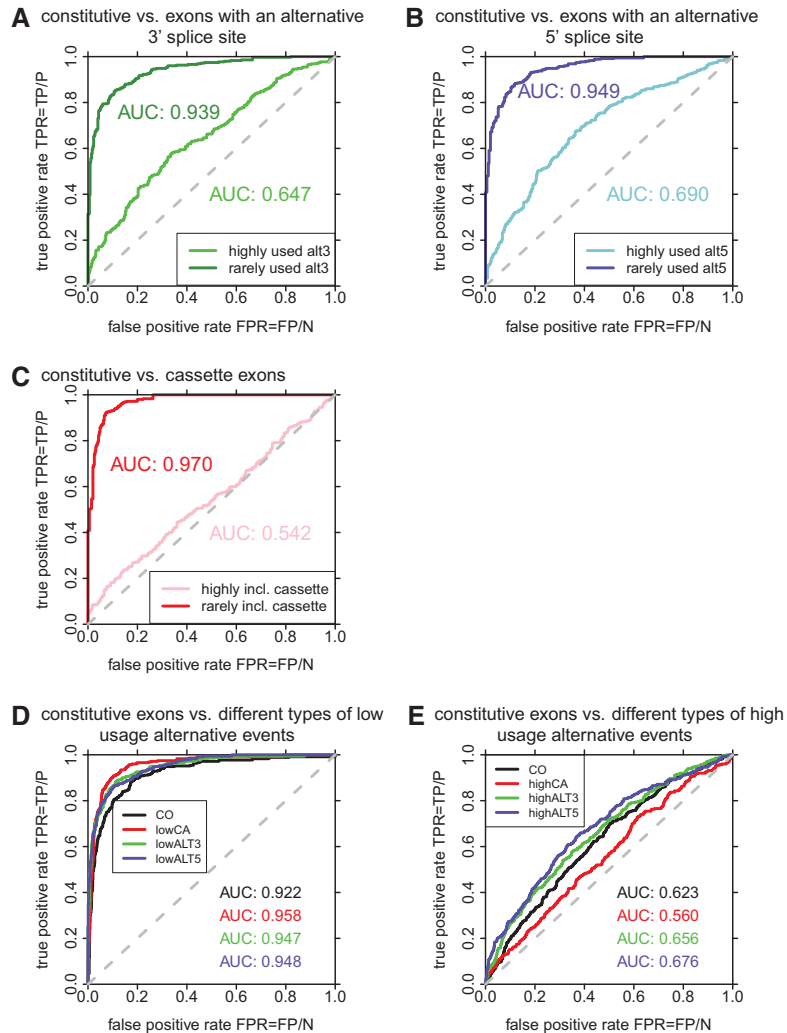 A constitutive vs. exons with an alternative
3' splice site
true positive rate TPR=TP/P
0.0 0.2 0.4 0.6 0.8 1.0
AUC: 0.939
AUC: 0.647
highly used alt3
rarely used alt3
0.0 0.2 0.4 0.6 0.8 1.0
false positive rate FPR=FP/N
B constitutive vs. exons with an alternative
5' splice site
true positive rate TPR=TP/P
0.0 0.2 0.4 0.6 0.8 1.0
AUC: 0.949
AUC: 0.690
highly used alt5
rarely used alt5
0.0 0.2 0.4 0.6 0.8 1.0
false positive rate FPR=FP/N
C constitutive vs. cassette exons
true positive rate TPR=TP/P
0.0 0.2 0.4 0.6 0.8 1.0
AUC: 0.970
AUC: 0.542
highly incl. cassette
rarely incl. cassette
0.0 0.2 0.4 0.6 0.8 1.0
false positive rate FPR=FP/N
D constitutive exons vs. different types of low
usage alternative events
true positive rate TPR=TP/P
0.0 0.2 0.4 0.6 0.8 1.0
CO
lowCA
lowALT3
lowALT5
AUC: 0.922
AUC: 0.958
AUC: 0.947
AUC: 0.948
0.0 0.2 0.4 0.6 0.8 1.0
false positive rate FPR=FP/N
E constitutive exons vs. different types of high
usage alternative events
true positive rate TPR=TP/P
0.0 0.2 0.4 0.6 0.8 1.0
CO
highCA
highALT3
highALT5
AUC: 0.623
AUC: 0.560
AUC: 0.656
AUC: 0.676
0.0 0.2 0.4 0.6 0.8 1.0
false positive rate FPR=FP/N